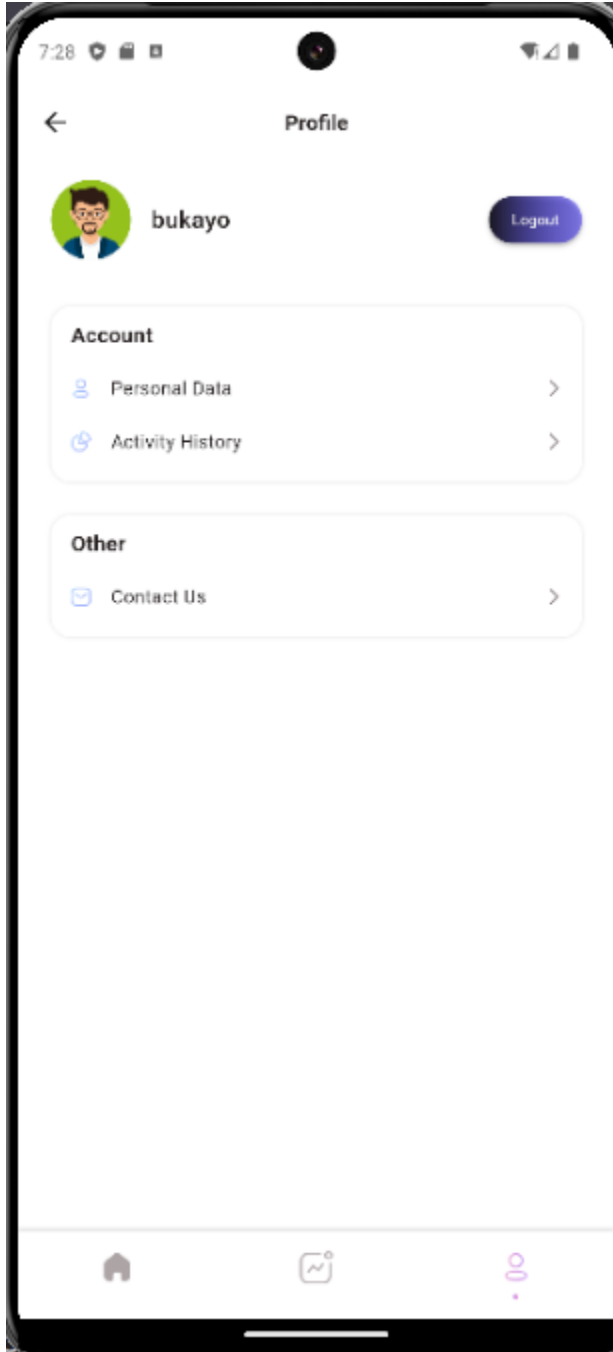 7:28
Profile
bukayo
Logout
Account
Personal Data
Activity History
Other
Contact Us